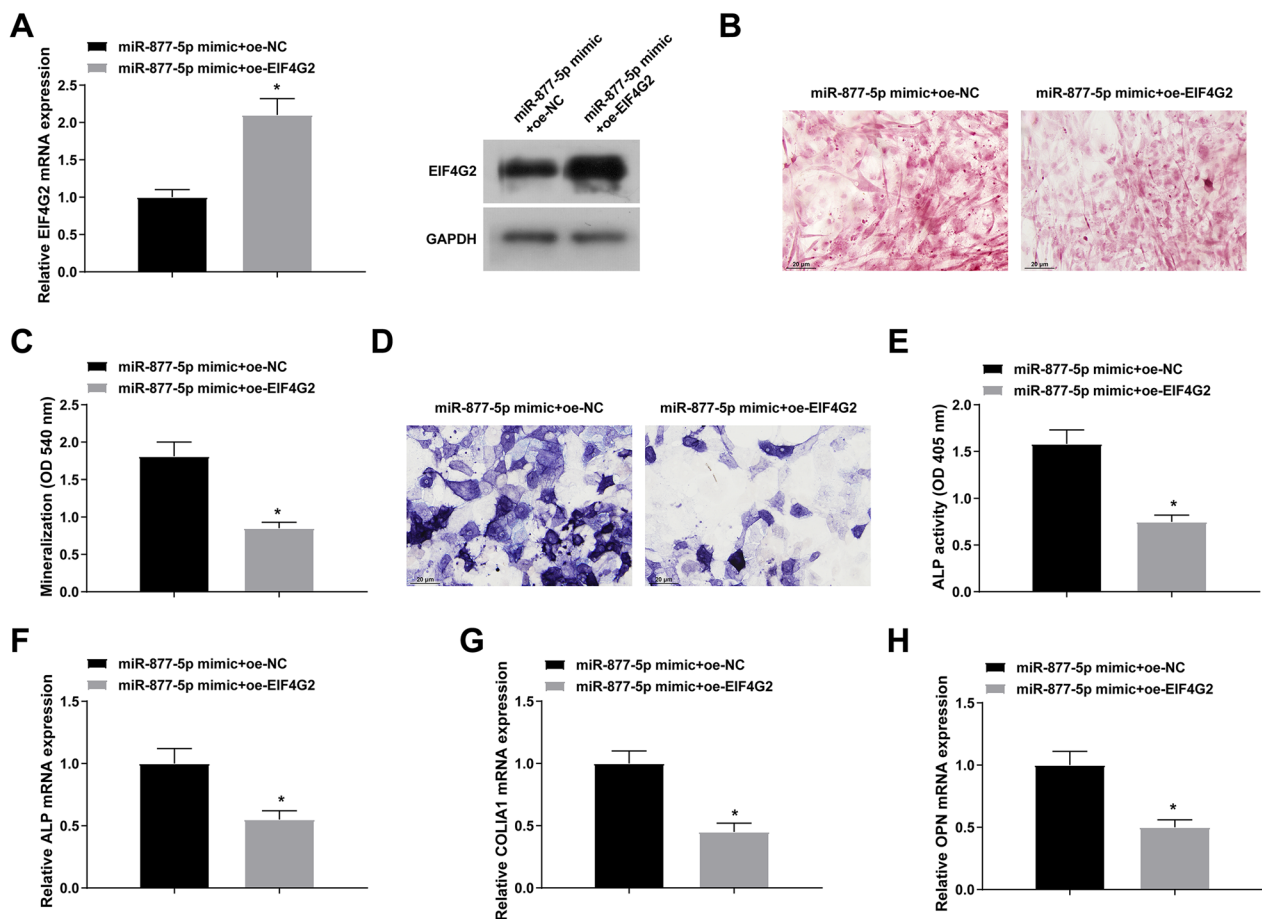 A
miR-877-5p mimic+oe-NC
miR-877-5p mimic+oe-EIF4G2
Relative EIF4G2 mRNA expression
2.5
2.0
1.5
1.0
0.5
0.0
*
miR-877-5p mimic
+oe-NC
miR-877-5p mimic
+oe-EIF4G2
EIF4G2
GAPDH
B
miR-877-5p mimic+oe-NC
miR-877-5p mimic+oe-EIF4G2
20 μm
20 μm
C
miR-877-5p mimic+oe-NC
miR-877-5p mimic+oe-EIF4G2
Mineralization (OD 540 nm)
2.5
2.0
1.5
1.0
0.5
0.0
*
D
miR-877-5p mimic+oe-NC
miR-877-5p mimic+oe-EIF4G2
20 μm
20 μm
E
miR-877-5p mimic+oe-NC
miR-877-5p mimic+oe-EIF4G2
ALP activity (OD 405 nm)
2.0
1.5
1.0
0.5
0.0
*
F
miR-877-5p mimic+oe-NC
miR-877-5p mimic+oe-EIF4G2
Relative ALP mRNA expression
1.5
1.0
0.5
0.0
*
G
miR-877-5p mimic+oe-NC
miR-877-5p mimic+oe-EIF4G2
Relative COLIA1 mRNA expression
1.5
1.0
0.5
0.0
*
H
miR-877-5p mimic+oe-NC
miR-877-5p mimic+oe-EIF4G2
Relative OPN mRNA expression
1.5
1.0
0.5
0.0
*